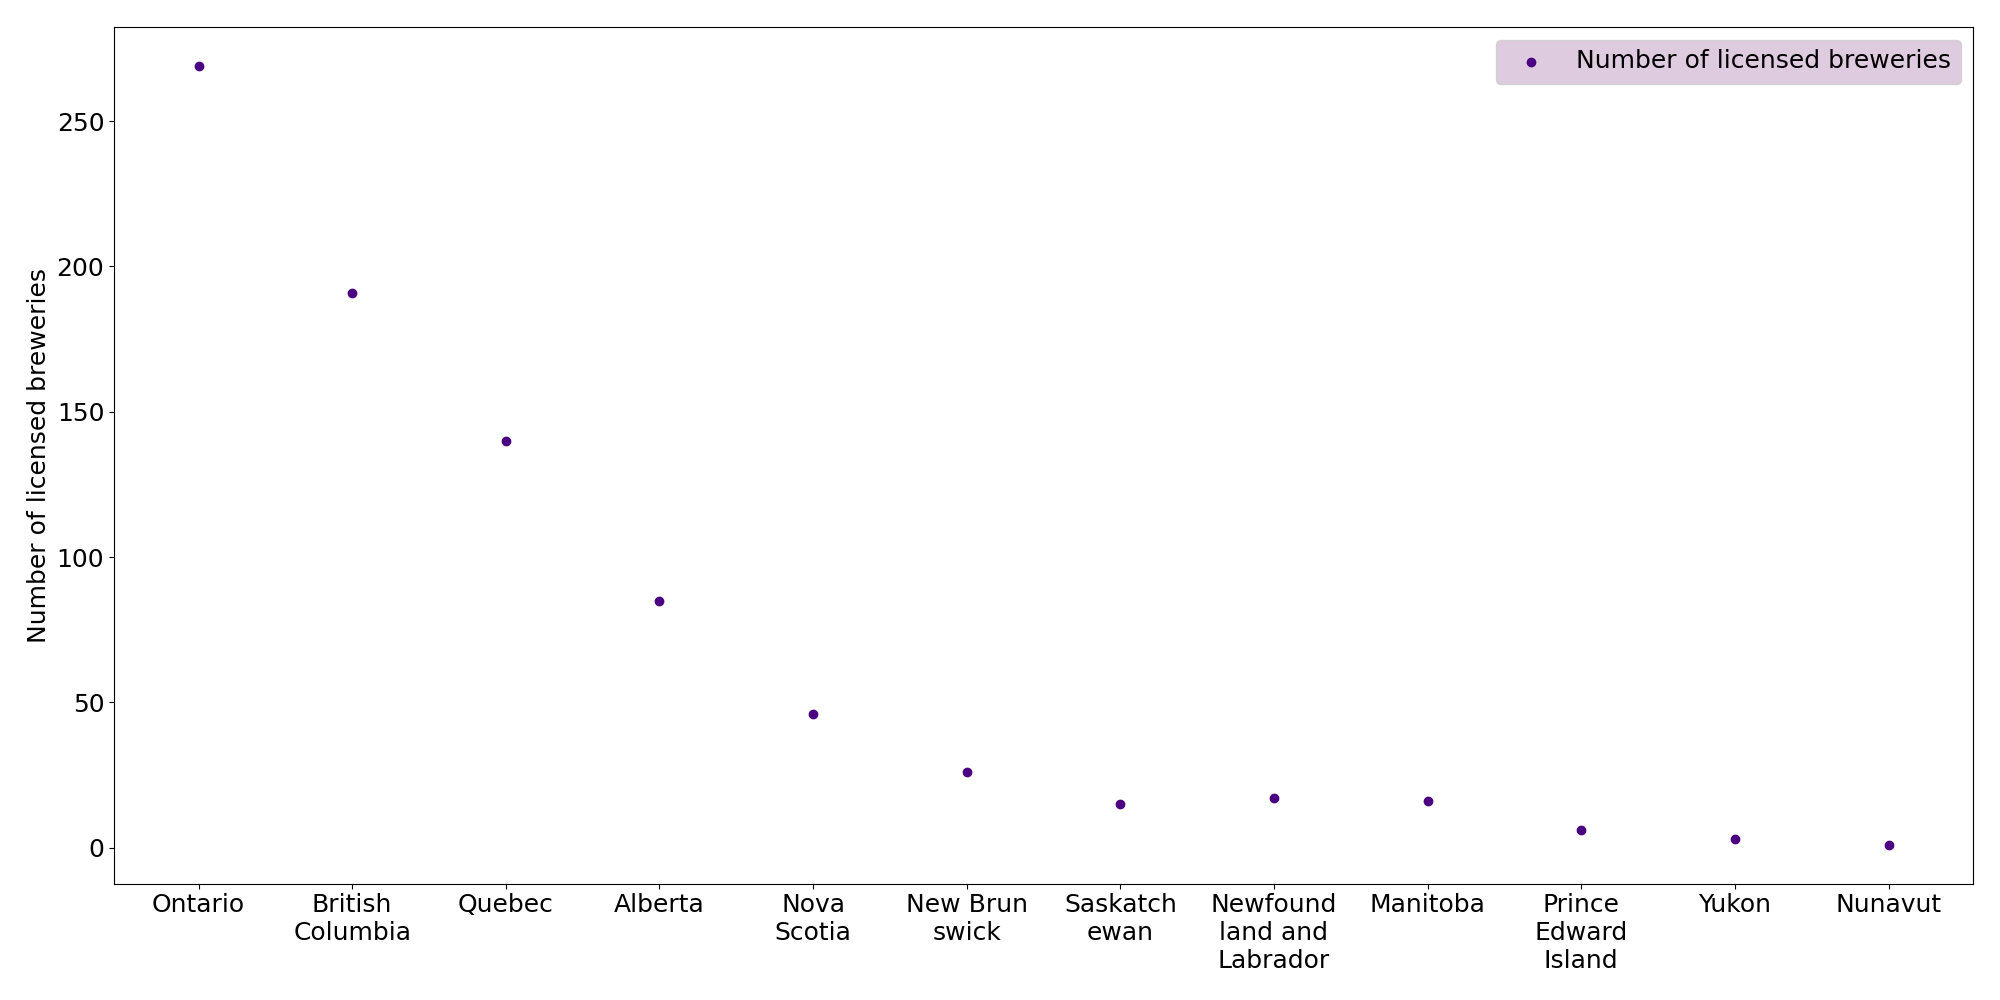 Number of licensed breweries
Number of licensed breweries
250
200
150
100
50
0
Ontario
British
Columbia
Quebec
Alberta
Nova
Scotia
New Brun
swick
Saskatch
ewan
Newfound
land and
Labrador
Manitoba
Prince
Edward
Island
Yukon
Nunavut